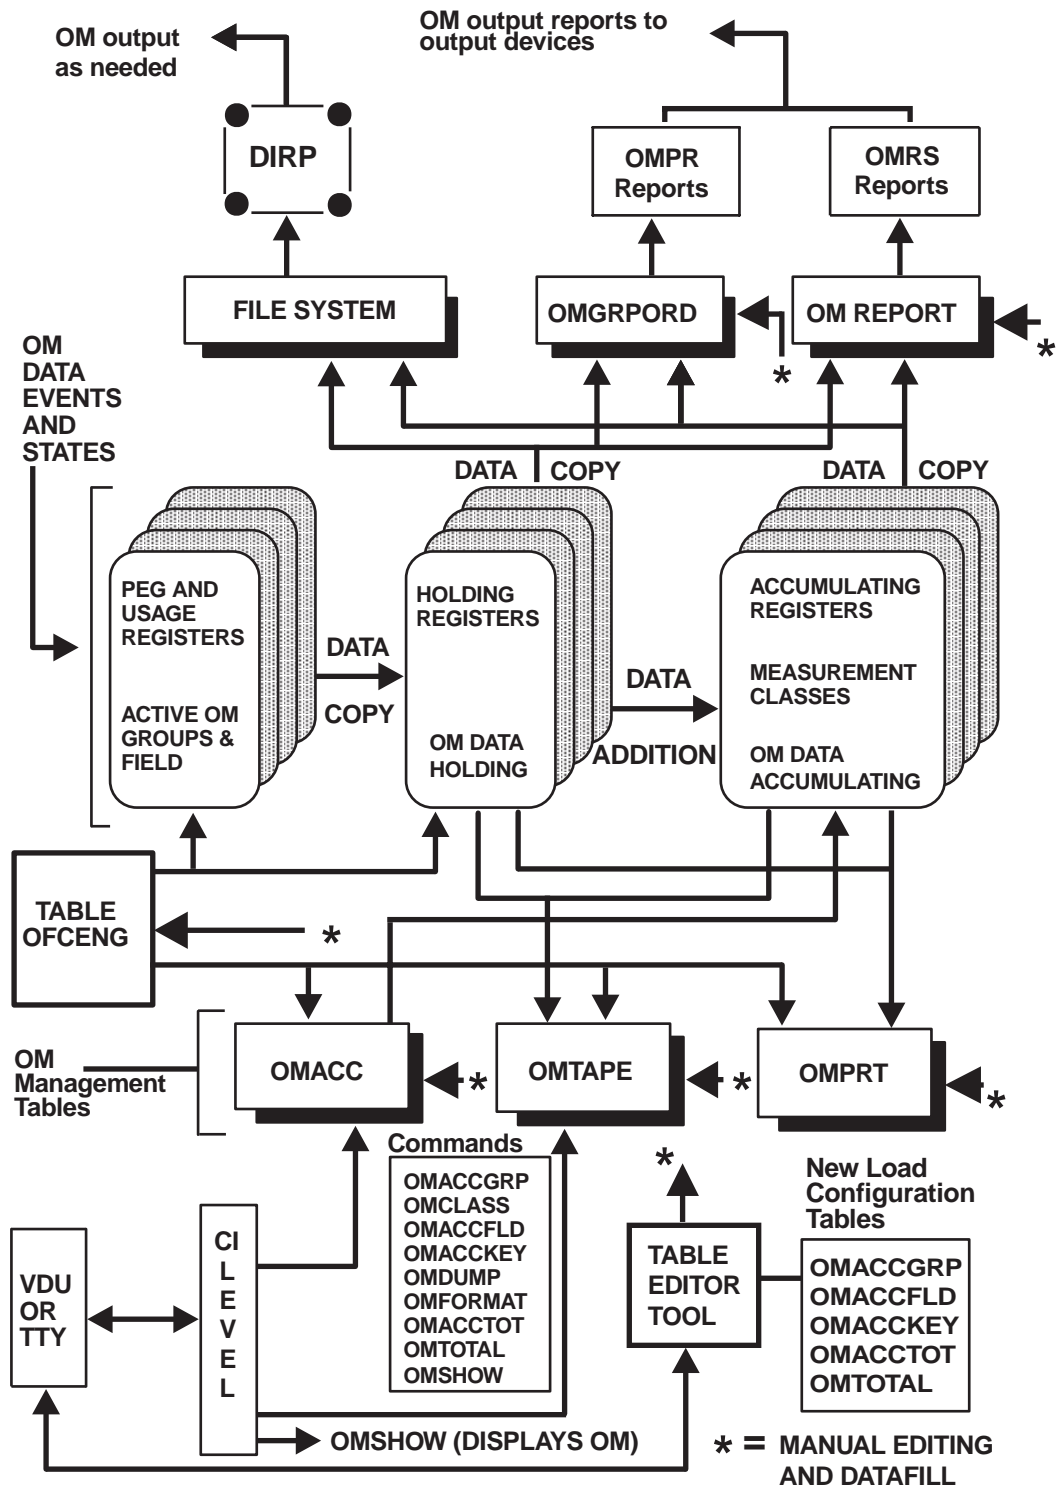 OM output
as needed
OM output reports to
output devices
DIRP
OMPR
Reports
OMRS
Reports
FILE SYSTEM
OMGRPORD
OM REPORT
*
*
OM
DATA
EVENTS
AND
STATES
DATA COPY
DATA COPY
PEG AND
USAGE
REGISTERS
ACTIVE OM
GROUPS &
FIELD
DATA
COPY
HOLDING
REGISTERS
OM DATA
HOLDING
DATA
ADDITION
ACCUMULATING
REGISTERS
MEASUREMENT
CLASSES
OM DATA
ACCUMULATING
TABLE
OFCENG
*
OM
Management
Tables
OMACC
*
OMTAPE
*
OMPRT
*
Commands
OMACCGRP
OMCLASS
OMACCFLD
OMACCKEY
OMDUMP
OMFORMAT
OMACCTOT
OMTOTAL
OMSHOW
*
TABLE
EDITOR
TOOL
New Load
Configuration
Tables
OMACCGRP
OMACCFLD
OMACCKEY
OMACCTOT
OMTOTAL
VDU
OR
TTY
CI
L
E
V
E
L
OMSHOW (DISPLAYS OM)
* = MANUAL EDITING
AND DATAFILL